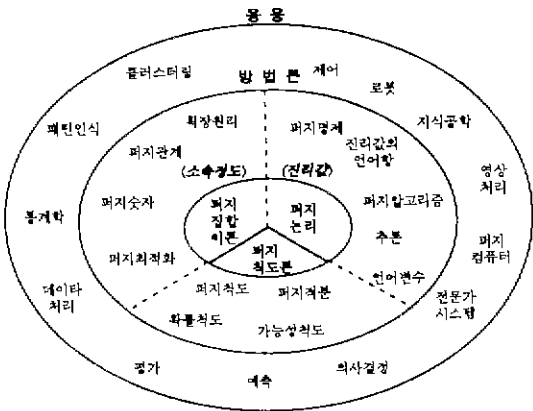 응용
클러스터링
방법론
제어
로봇
패턴인식
확장원리
퍼지명제
지식공학
퍼지관계
진리값의
언어항
(소속정도)
(진리값)
영상
처리
통계학
퍼지숫자
퍼지
집합
이론
퍼지
논리
퍼지알고리즘
추론
퍼지
컴퓨터
퍼지최적화
퍼지
척도론
언어변수
데이타
처리
퍼지척도
퍼지적분
전문가
시스템
확률척도
가능성척도
평가
예측
의사결정